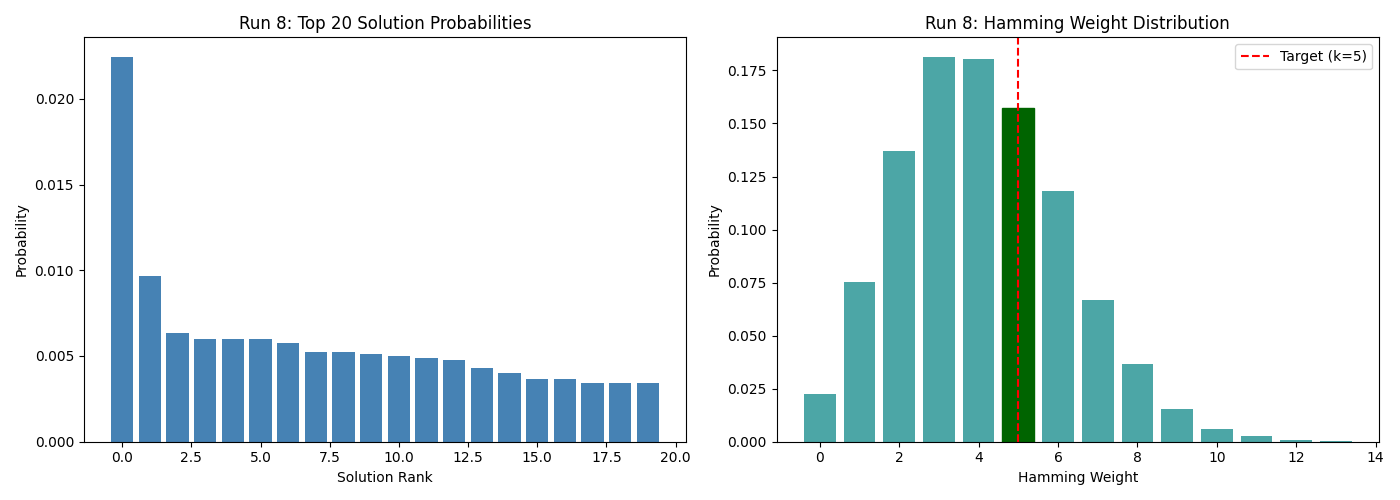 Run 8: Top 20 Solution Probabilities
Probability
0.020
0.015
0.010
0.005
0.000
0.0 2.5 5.0 7.5 10.0 12.5 15.0 17.5 20.0
Solution Rank
Run 8: Hamming Weight Distribution
Target (k=5)
Probability
0.175
0.150
0.125
0.100
0.075
0.050
0.025
0.000
0 2 4 6 8 10 12 14
Hamming Weight